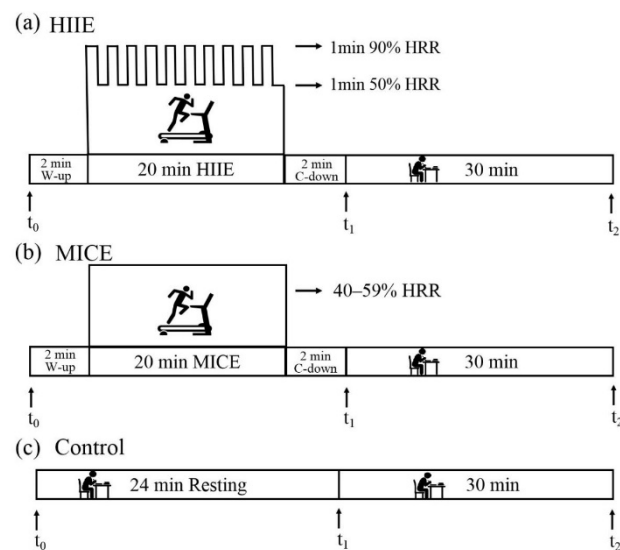 (a) HIIE
1min 90% HRR
1min 50% HRR
2 min
W-up
20 min HIIE
2 min
C-down
30 min
t0
t1
t2
(b) MICE
40–59% HRR
2 min
W-up
20 min MICE
2 min
C-down
30 min
t0
t1
t2
(c) Control
24 min Resting
30 min
t0
t1
t2